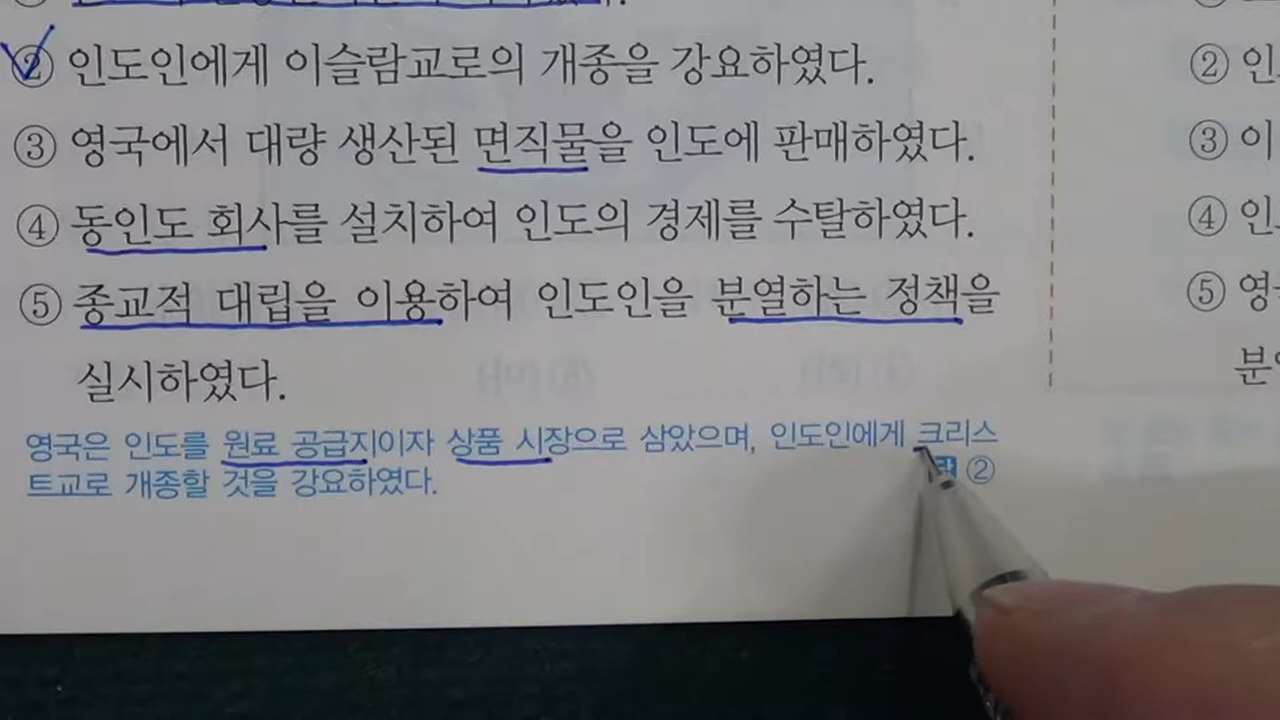 ② 인도인에게 이슬람교로의 개종을 강요하였다.
③ 영국에서 대량 생산된 면직물을 인도에 판매하였다.
④ 동인도 회사를 설치하여 인도의 경제를 수탈하였다.
⑤ 종교적 대립을 이용하여 인도인을 분열하는 정책을
실시하였다.
영국은 인도를 원료 공급지이자 상품 시장으로 삼았으며, 인도인에게 크리스
트교로 개종할 것을 강요하였다.
②
② 인
③ 이
④ 인
⑤